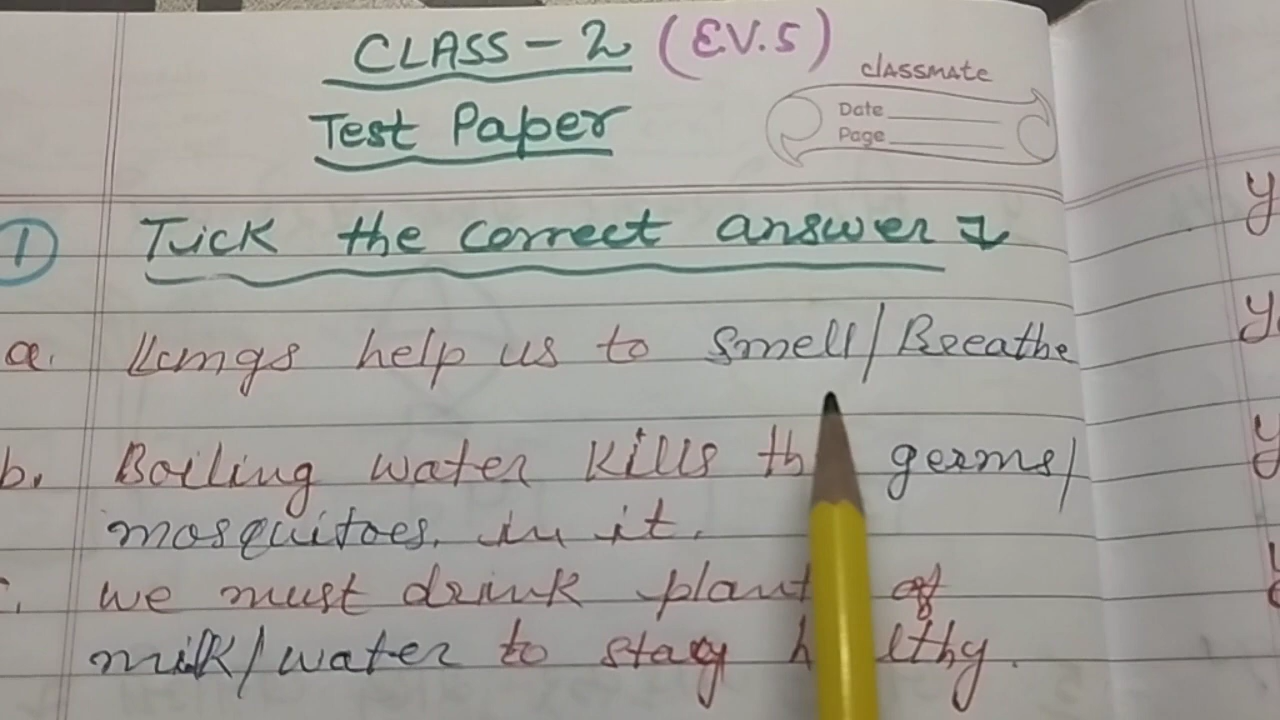 CLASS - 2 (EV.S)
classmate
Test Paper
Date
Page
1 Tick the correct answer
a. Lungs help us to smell/Breathe
b. Boiling water kills th germs/
mosquitoes. in it.
we must drink plant of
milk/water to stay h lthy.